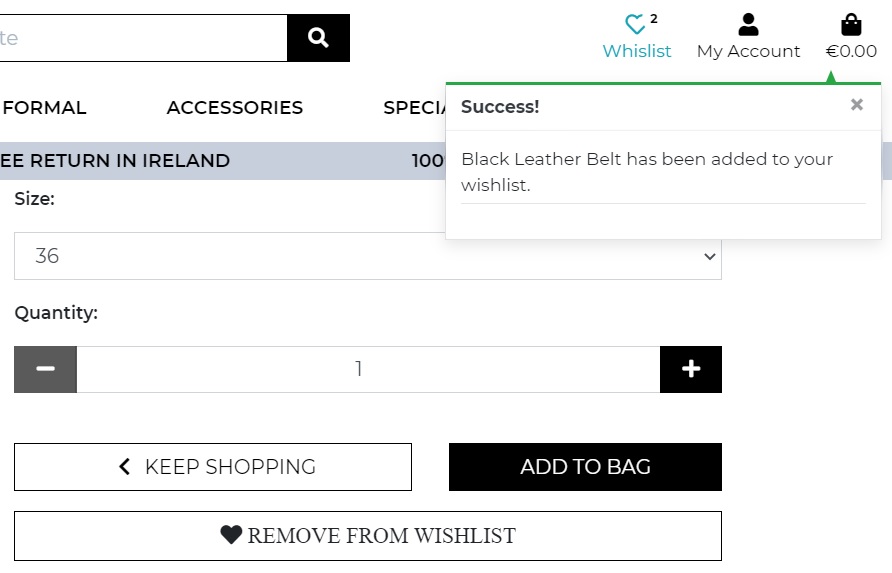 te
2
Whislist
My Account
€0.00
FORMAL
ACCESSORIES
SPECIA
Success!
×
EE RETURN IN IRELAND
100
Black Leather Belt has been added to your
wishlist.
Size:
36
Quantity:
1
KEEP SHOPPING
ADD TO BAG
REMOVE FROM WISHLIST